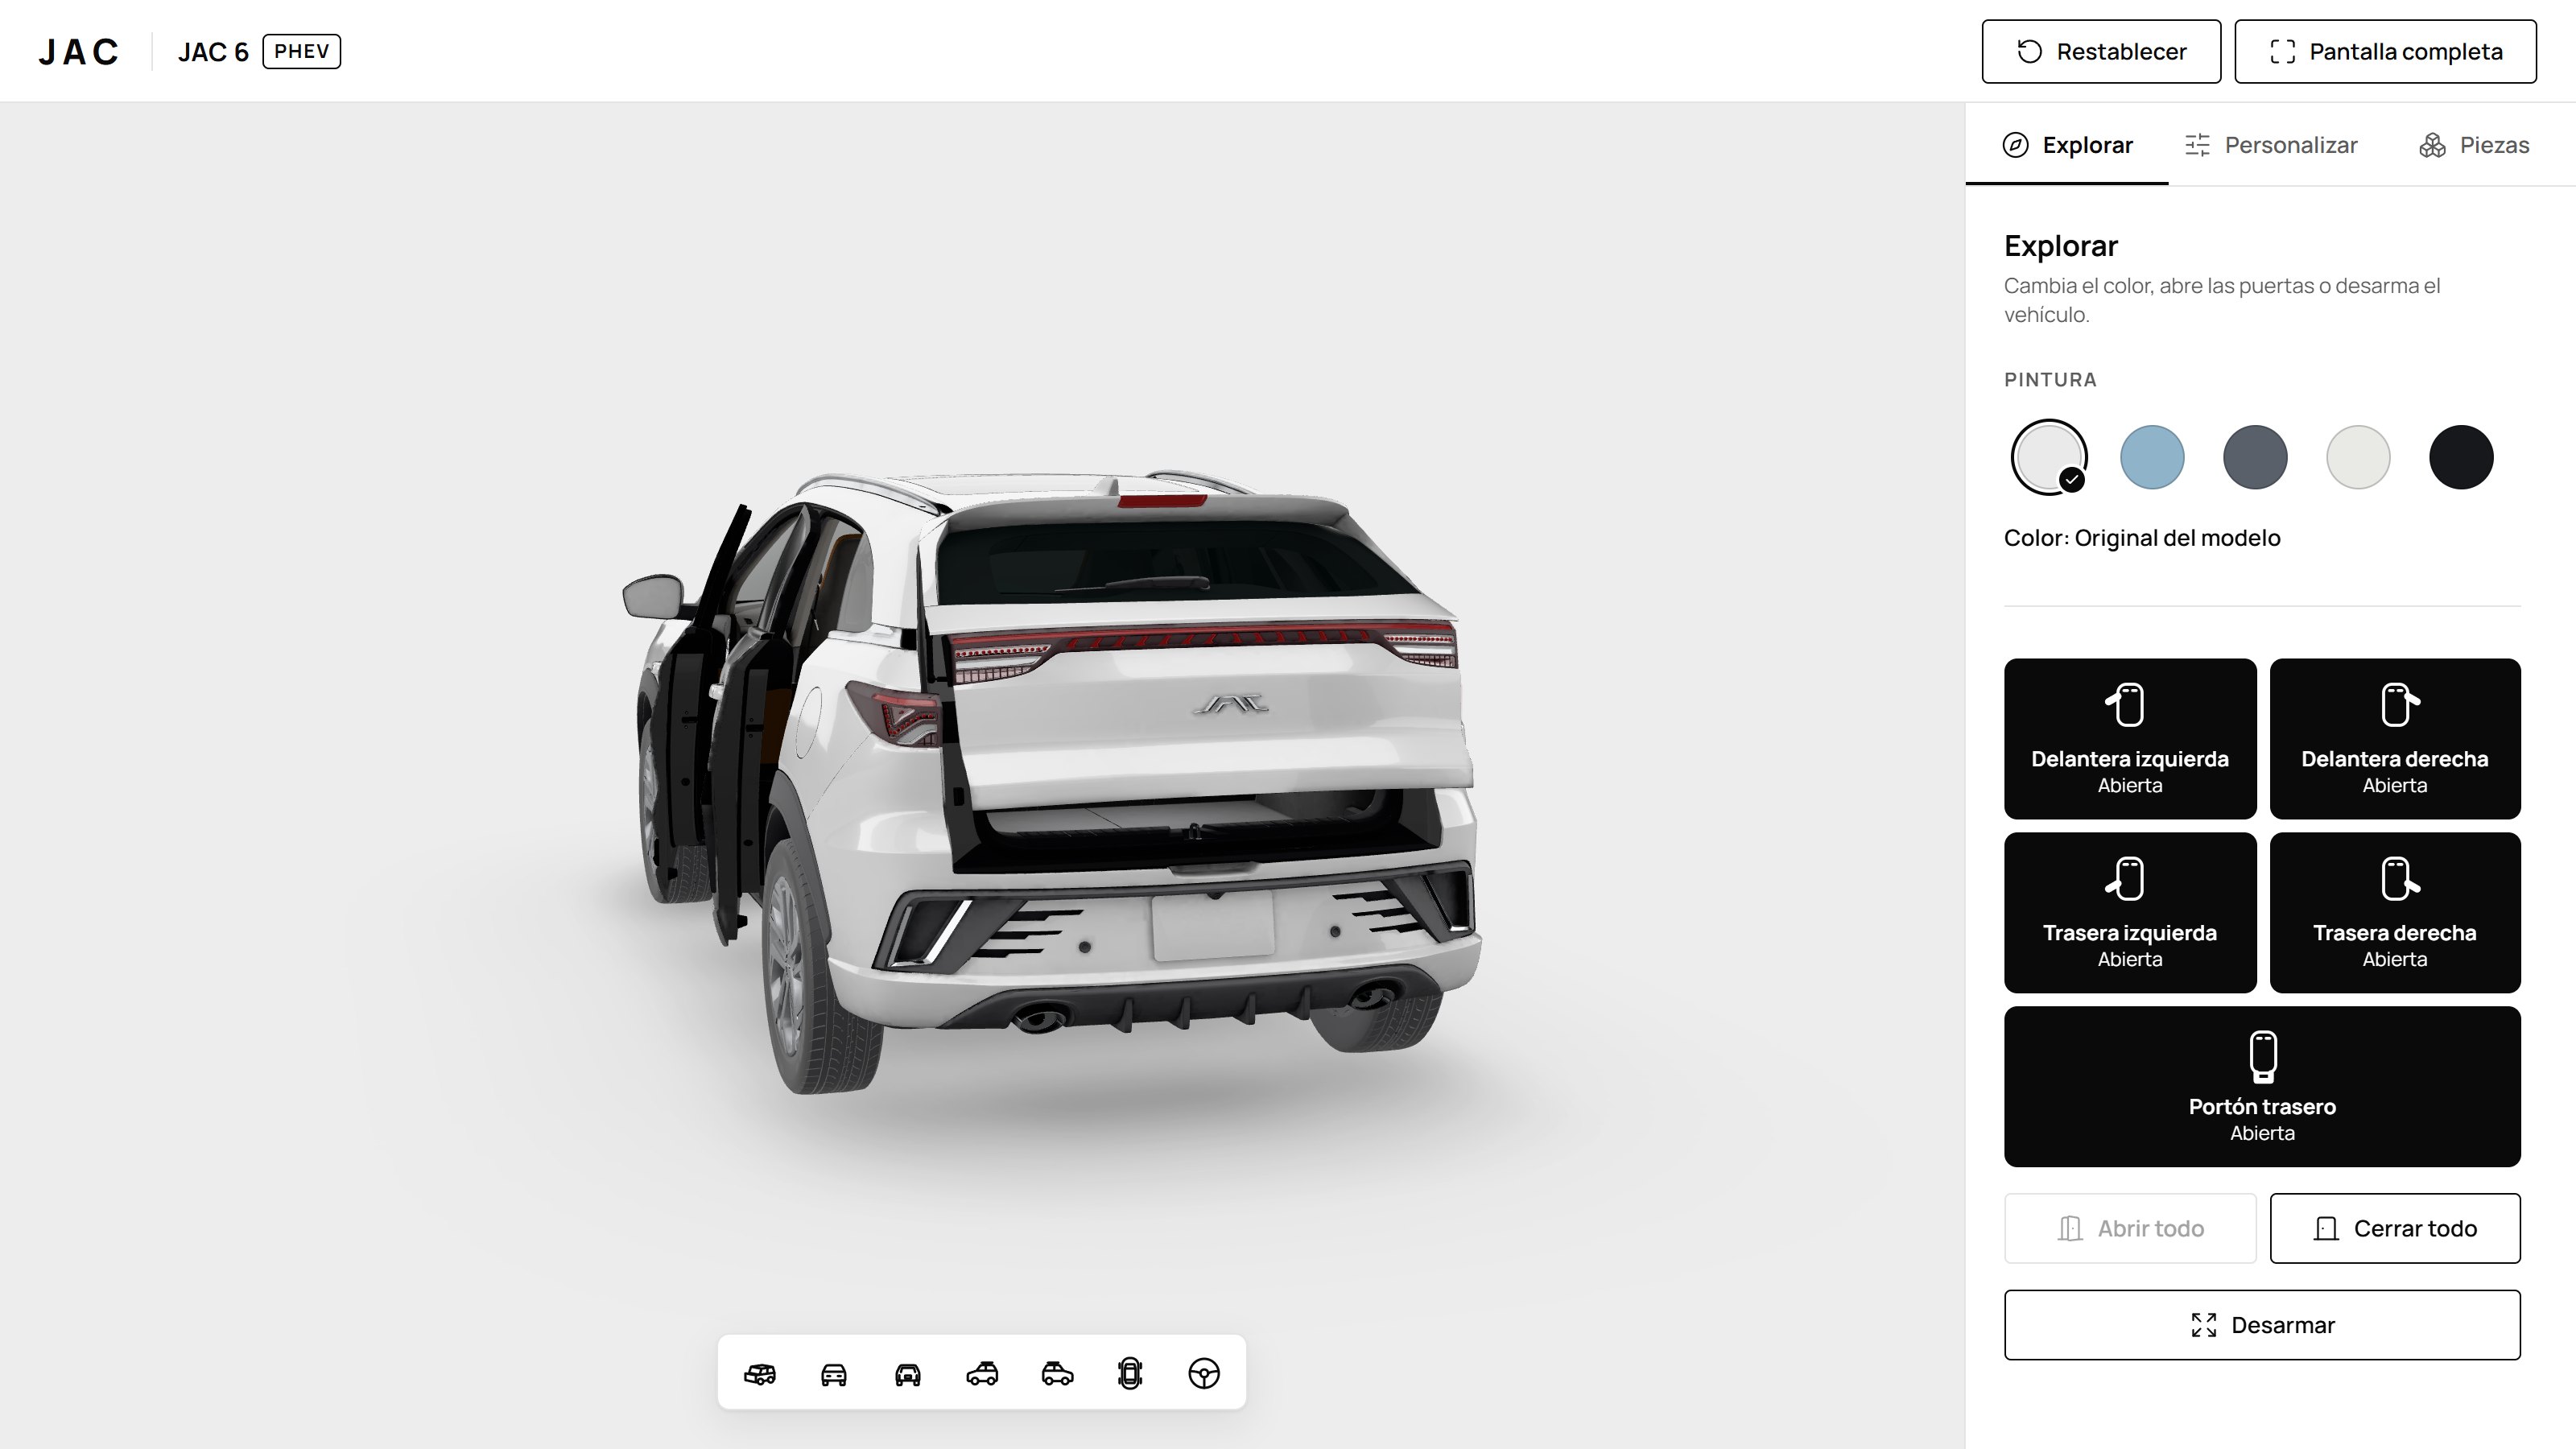 JAC
JAC 6 PHEV
Restablecer
Pantalla completa
Explorar
Personalizar
Piezas
Explorar
Cambia el color, abre las puertas o desarma el
vehículo.
PINTURA
Color: Original del modelo
JAC
Delantera izquierda
Abierta
Delantera derecha
Abierta
Trasera izquierda
Abierta
Trasera derecha
Abierta
Portón trasero
Abierta
Abrir todo
Cerrar todo
Desarmar